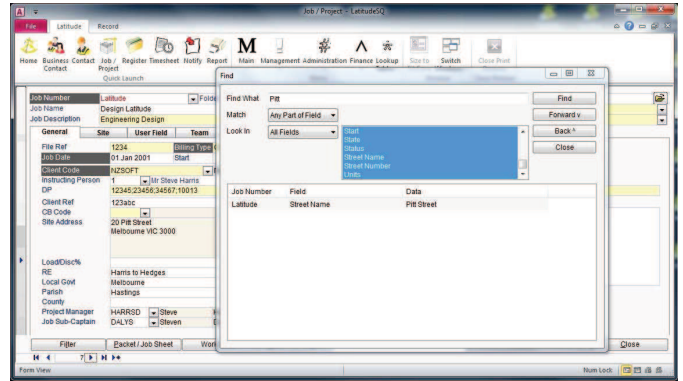 Job / Project - LatitudeSQ
File Latitude Record
Home Business Contact Contact Job / Project Register Timesheet Notify Report Main Management Administration Finance Lookup Size to Switch Close Print
Quick Launch
Find
Job Number Latitude
Job Name Design Latitude
Job Description Engineering Design
General Site User Field Team
File Ref 1234 Billing Type
Job Date 01 Jan 2001 Start
Client Code NZSOFT
Instructing Person 1 Mr Steve Harris
DP 12345;23456;34567;10013
Client Ref 123abc
CB Code
Site Address 20 Pitt Street
Melbourne VIC 3000
Load/Disc%
RE Harris to Hedges
Local Govt Melbourne
Parish Hastings
County
Project Manager HARRSD Steve
Job Sub-Captain DALYS Steven
Filter Packet / Job Sheet Close
7
Form View Num Lock
Find What Pitt Find
Match Any Part of Field Forward v
Look In All Fields Back ^
Close
Start
State
Status
Street Name
Street Number
Units
Job Number Field Data
Latitude Street Name Pitt Street